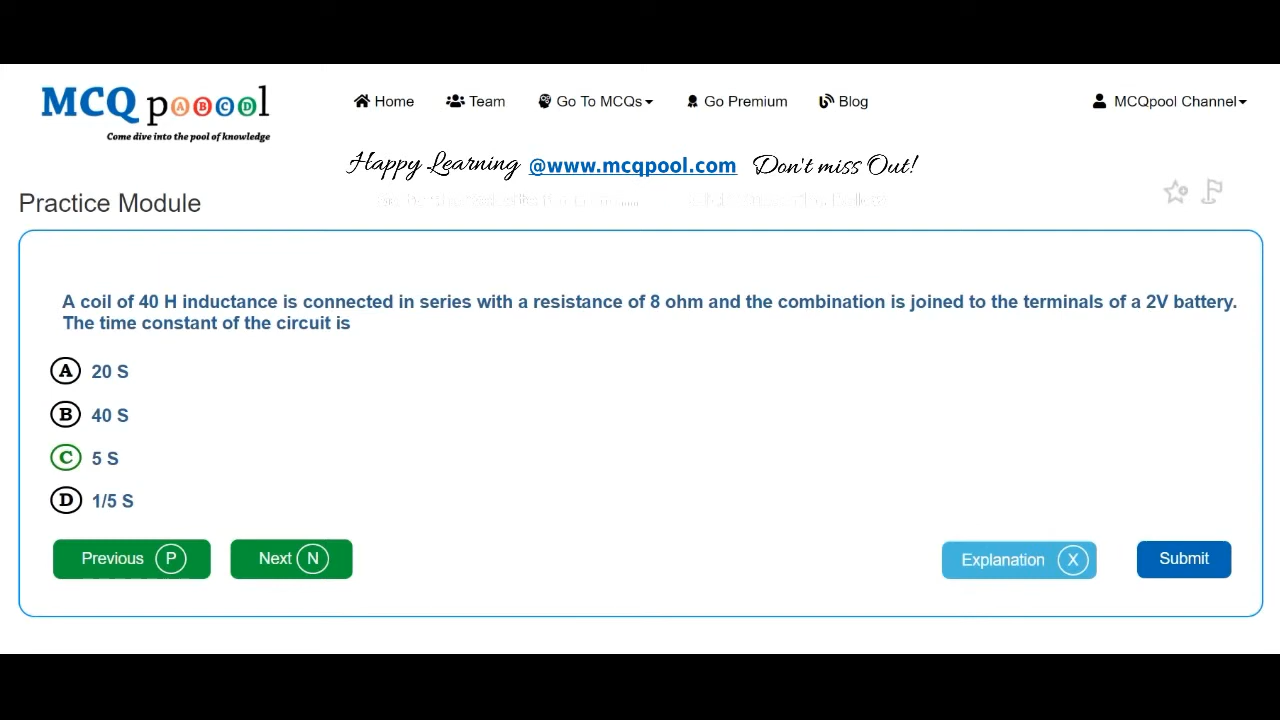 MCQ pABCDl
Come dive into the pool of knowledge
Home Team Go To MCQs Go Premium Blog MCQpool Channel
Happy Learning @www.mcqpool.com Don't miss Out!
Practice Module
A coil of 40 H inductance is connected in series with a resistance of 8 ohm and the combination is joined to the terminals of a 2V battery.
The time constant of the circuit is
A 20 S
B 40 S
C 5 S
D 1/5 S
Previous P Next N Explanation X Submit